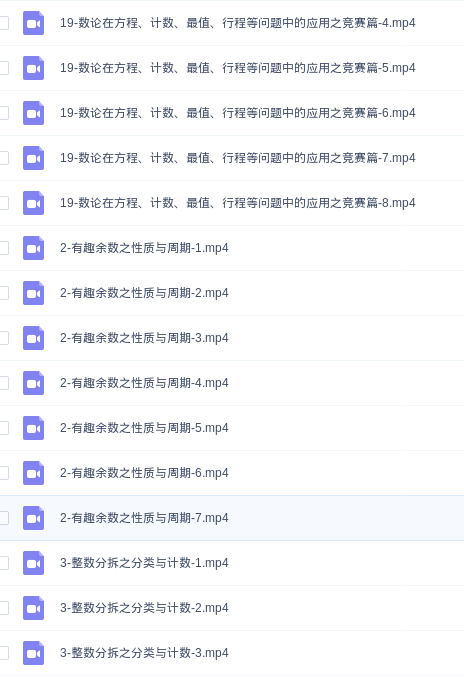 19-数论在方程、计数、最值、行程等问题中的应用之竞赛篇-4.mp4
19-数论在方程、计数、最值、行程等问题中的应用之竞赛篇-5.mp4
19-数论在方程、计数、最值、行程等问题中的应用之竞赛篇-6.mp4
19-数论在方程、计数、最值、行程等问题中的应用之竞赛篇-7.mp4
19-数论在方程、计数、最值、行程等问题中的应用之竞赛篇-8.mp4
2-有趣余数之性质与周期-1.mp4
2-有趣余数之性质与周期-2.mp4
2-有趣余数之性质与周期-3.mp4
2-有趣余数之性质与周期-4.mp4
2-有趣余数之性质与周期-5.mp4
2-有趣余数之性质与周期-6.mp4
2-有趣余数之性质与周期-7.mp4
3-整数分拆之分类与计数-1.mp4
3-整数分拆之分类与计数-2.mp4
3-整数分拆之分类与计数-3.mp4